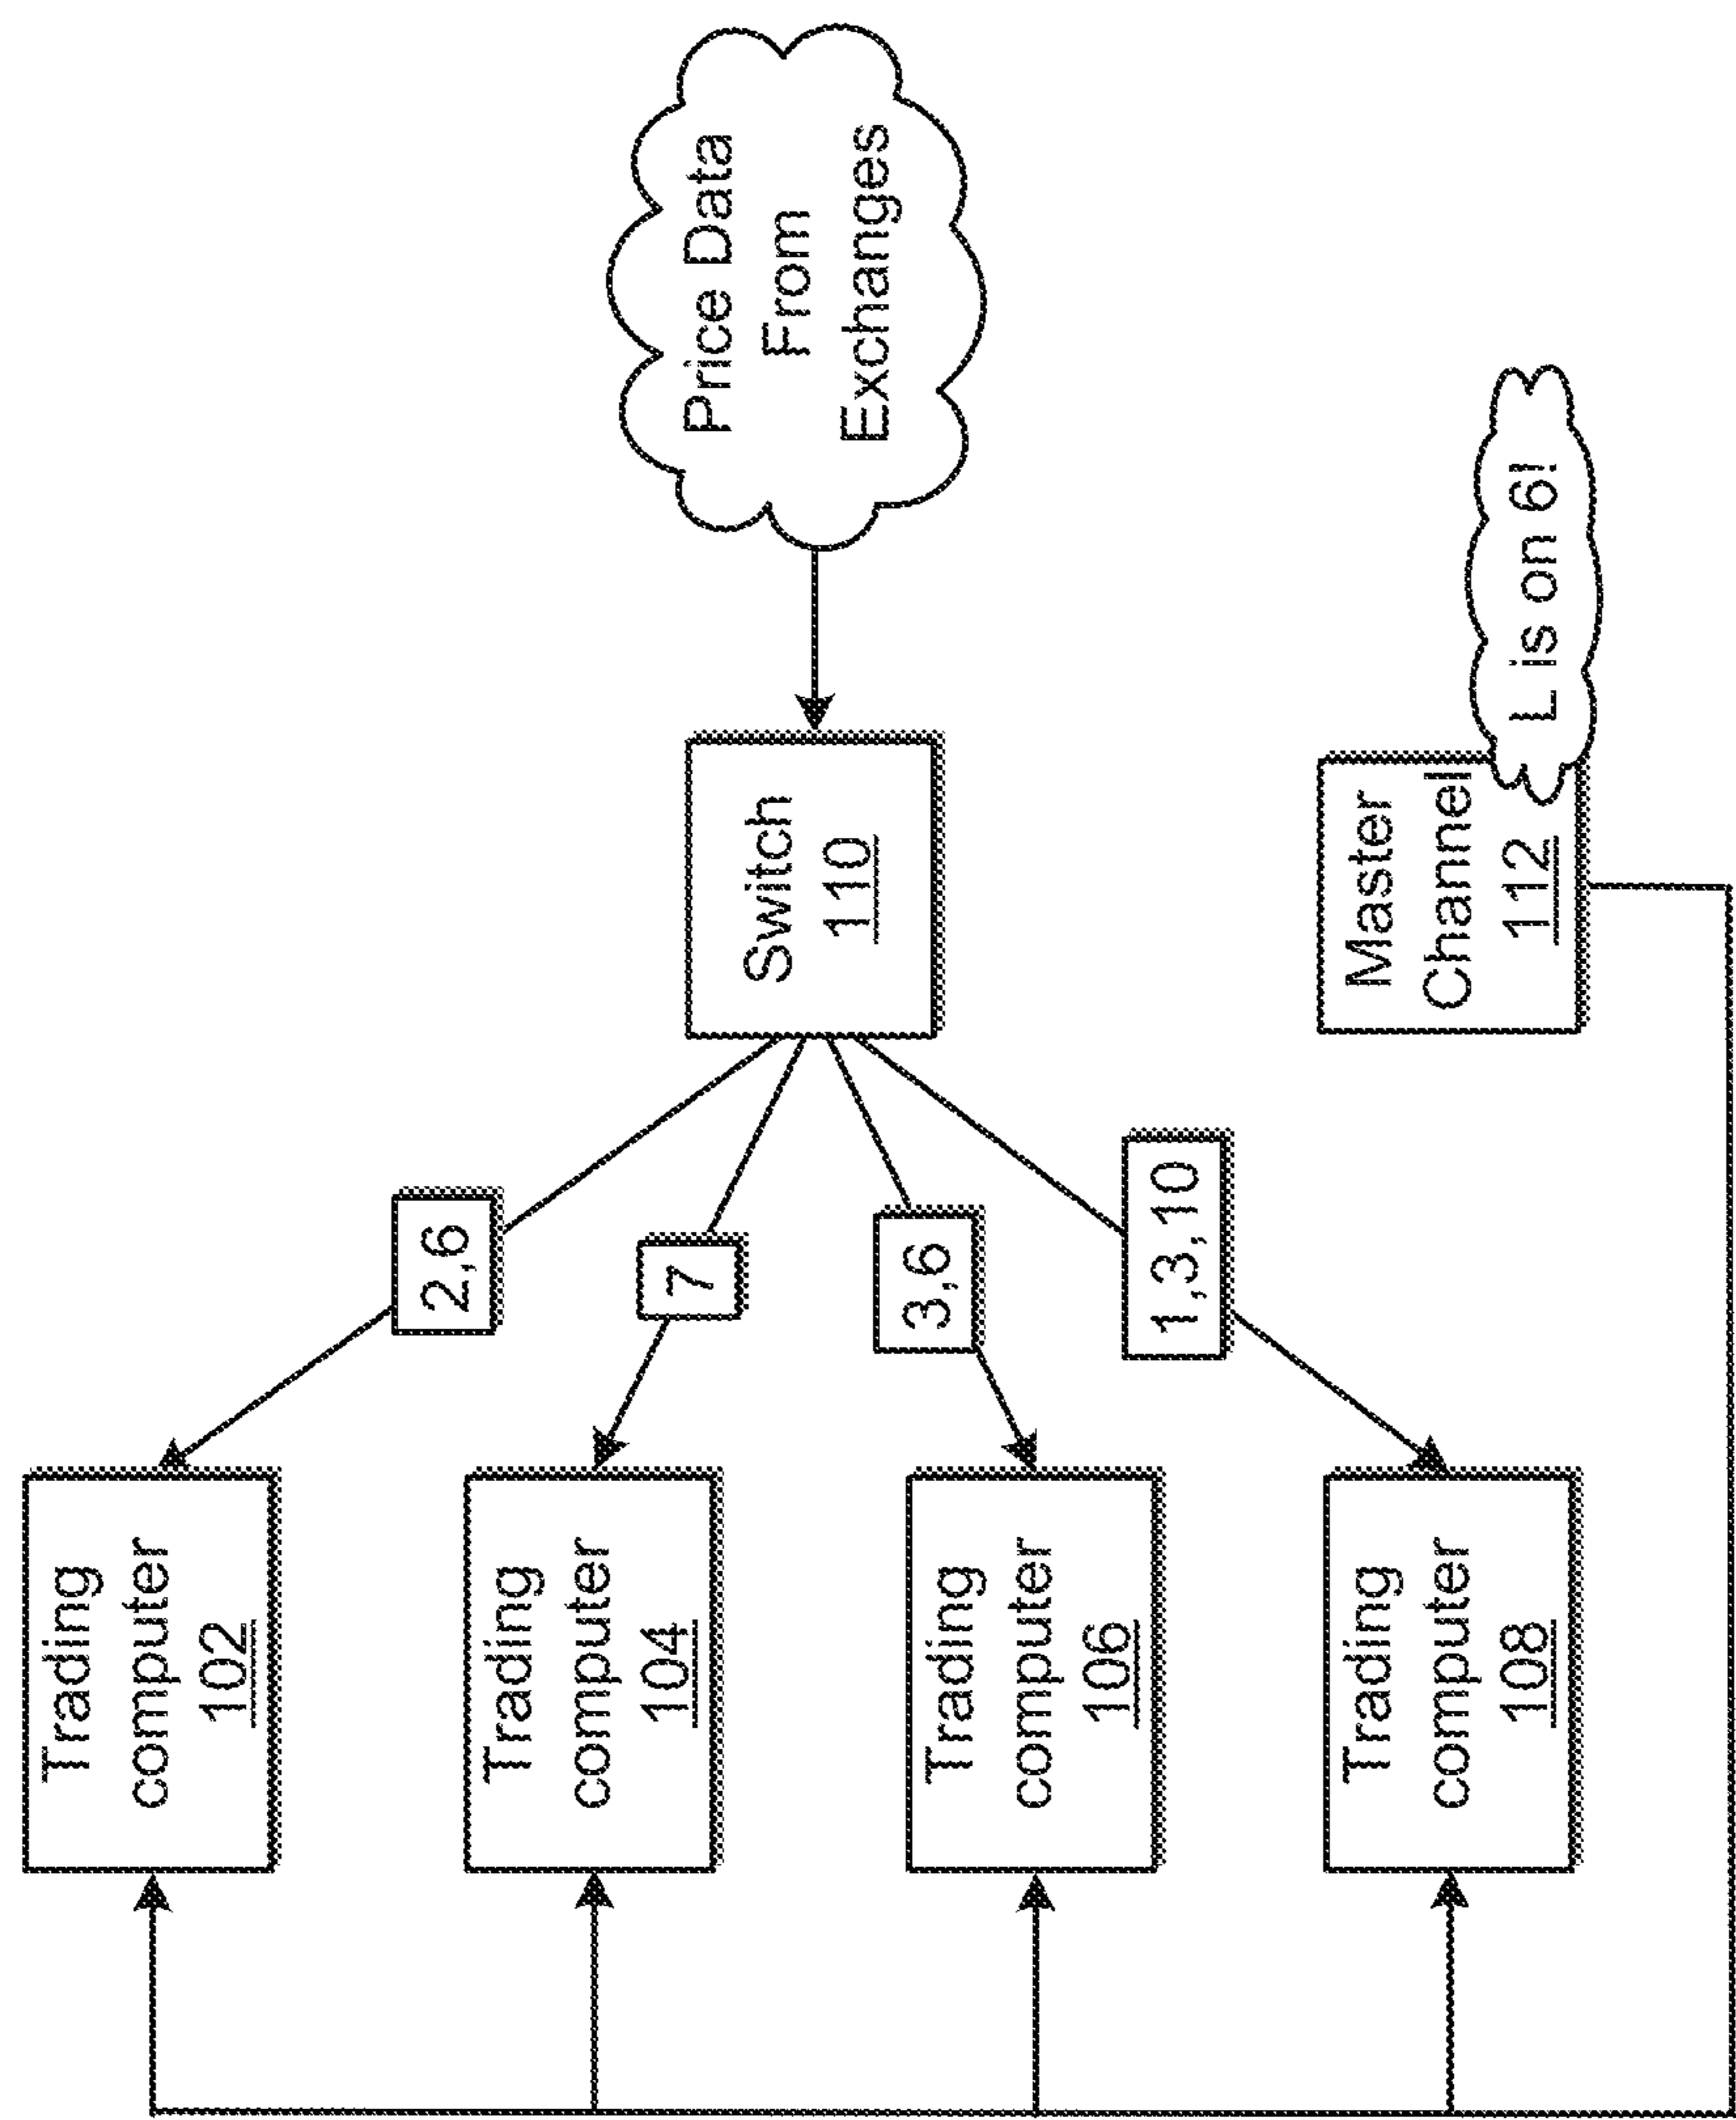 Price Data
From
Exchanges
Switch
110
Master
Channel
112
L is on 6!
2,6
7
3,6
1,3,10
Trading
computer
102
Trading
computer
104
Trading
computer
106
Trading
computer
108